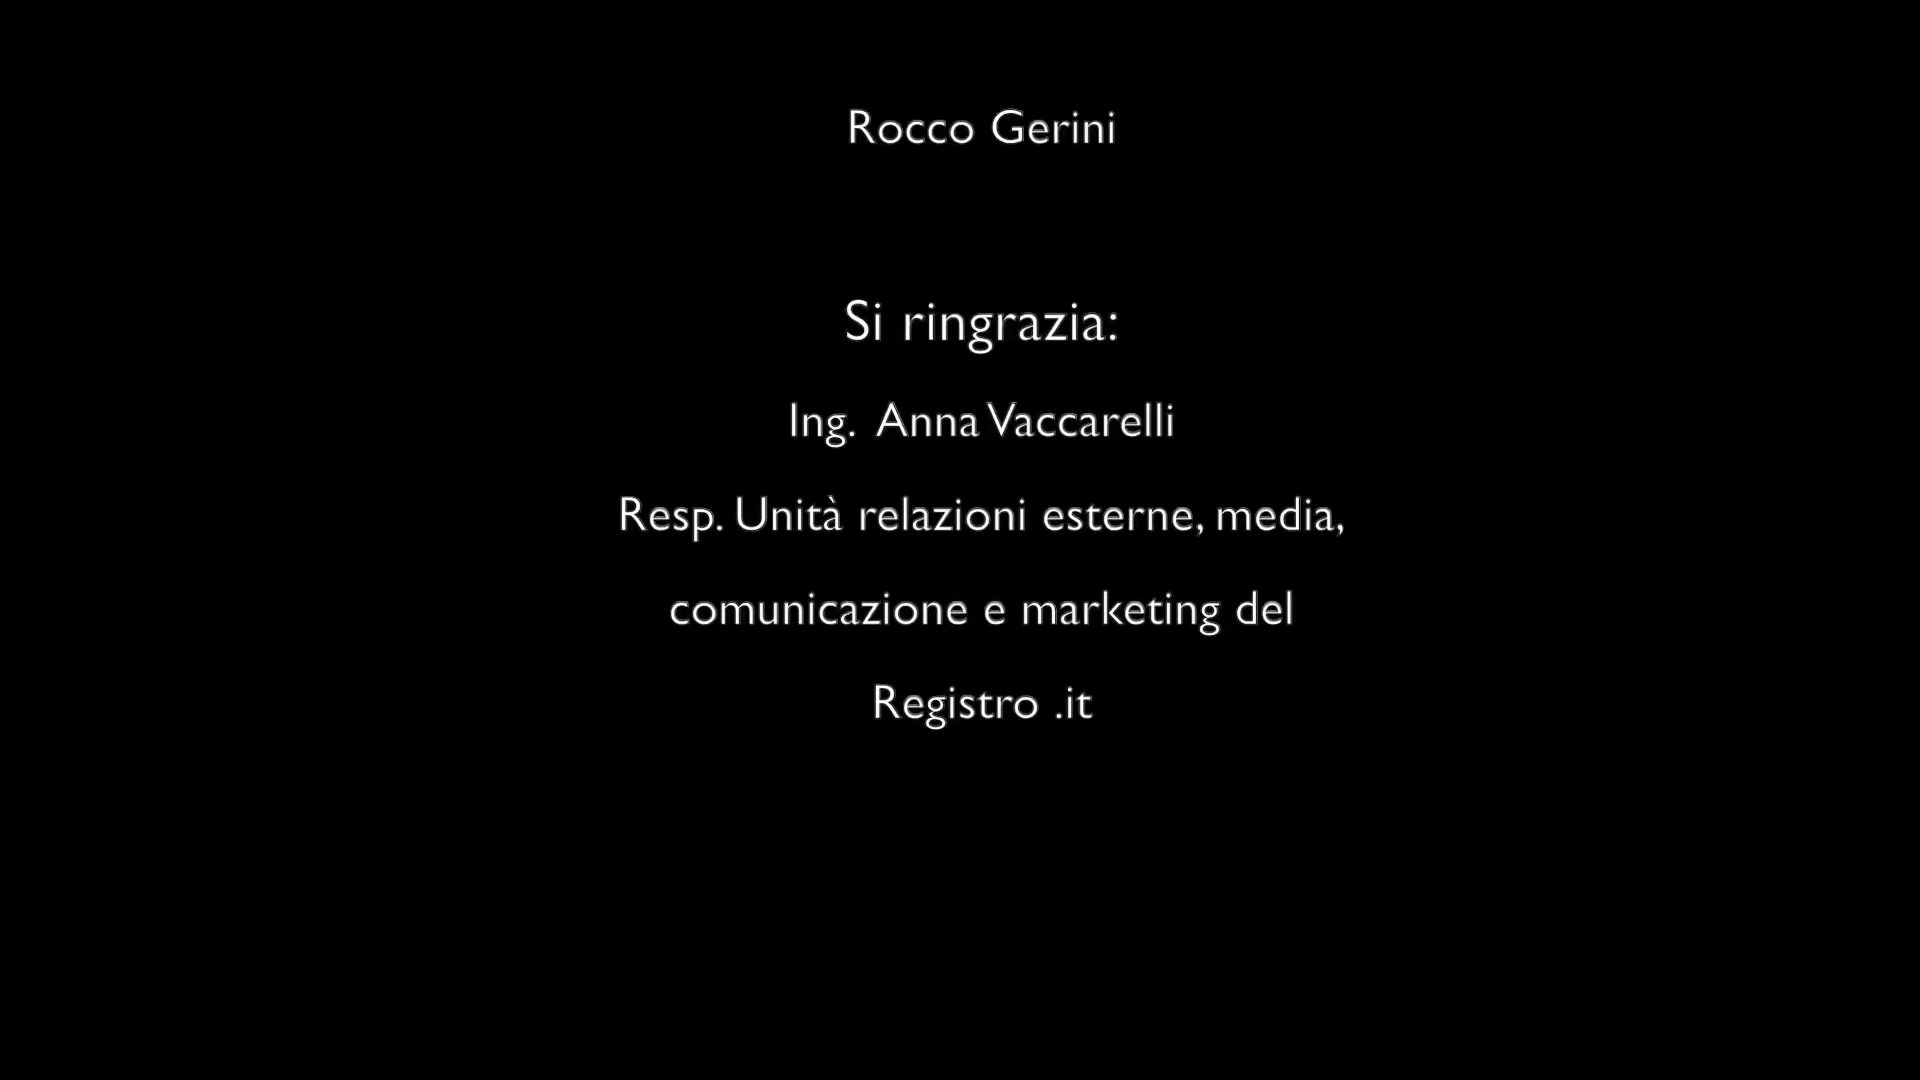 Rocco Gerini
Si ringrazia:
Ing. Anna Vaccarelli
Resp. Unità relazioni esterne, media,
comunicazione e marketing del
Registro .it